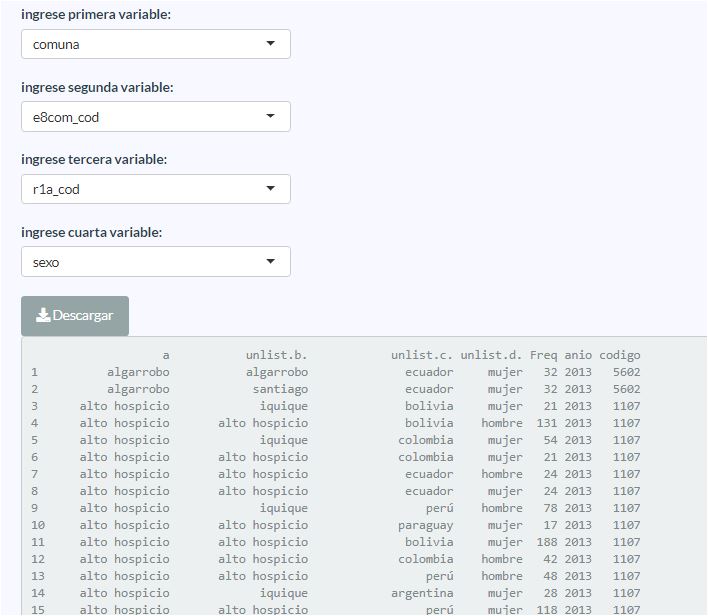 ingrese primera variable:
comuna
ingrese segunda variable:
e8com_cod
ingrese tercera variable:
r1a_cod
ingrese cuarta variable:
sexo
Descargar
a unlist.b. unlist.c. unlist.d. Freq anio codigo
1 algarrobo algarrobo ecuador mujer 32 2013 5602
2 algarrobo santiago ecuador mujer 32 2013 5602
3 alto hospicio iquique bolivia mujer 21 2013 1107
4 alto hospicio alto hospicio bolivia hombre 131 2013 1107
5 alto hospicio iquique colombia mujer 54 2013 1107
6 alto hospicio alto hospicio colombia mujer 21 2013 1107
7 alto hospicio alto hospicio ecuador hombre 24 2013 1107
8 alto hospicio alto hospicio ecuador mujer 24 2013 1107
9 alto hospicio iquique perú hombre 78 2013 1107
10 alto hospicio alto hospicio paraguay mujer 17 2013 1107
11 alto hospicio alto hospicio bolivia mujer 188 2013 1107
12 alto hospicio alto hospicio colombia hombre 42 2013 1107
13 alto hospicio alto hospicio perú hombre 48 2013 1107
14 alto hospicio iquique argentina mujer 28 2013 1107
15 alto hospicio alto hospicio perú mujer 118 2013 1107